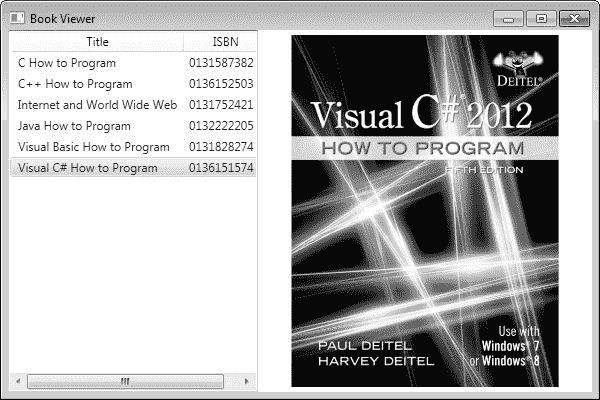 Book Viewer
Title ISBN
C How to Program 0131587382
C++ How to Program 0136152503
Internet and World Wide Web 0131752421
Java How to Program 0132222205
Visual Basic How to Program 0131828274
Visual C# How to Program 0136151574
DEITEL®
Visual C#® 2012
HOW TO PROGRAM
FIFTH EDITION
PAUL DEITEL
HARVEY DEITEL
Use with
Windows® 7
or Windows® 8